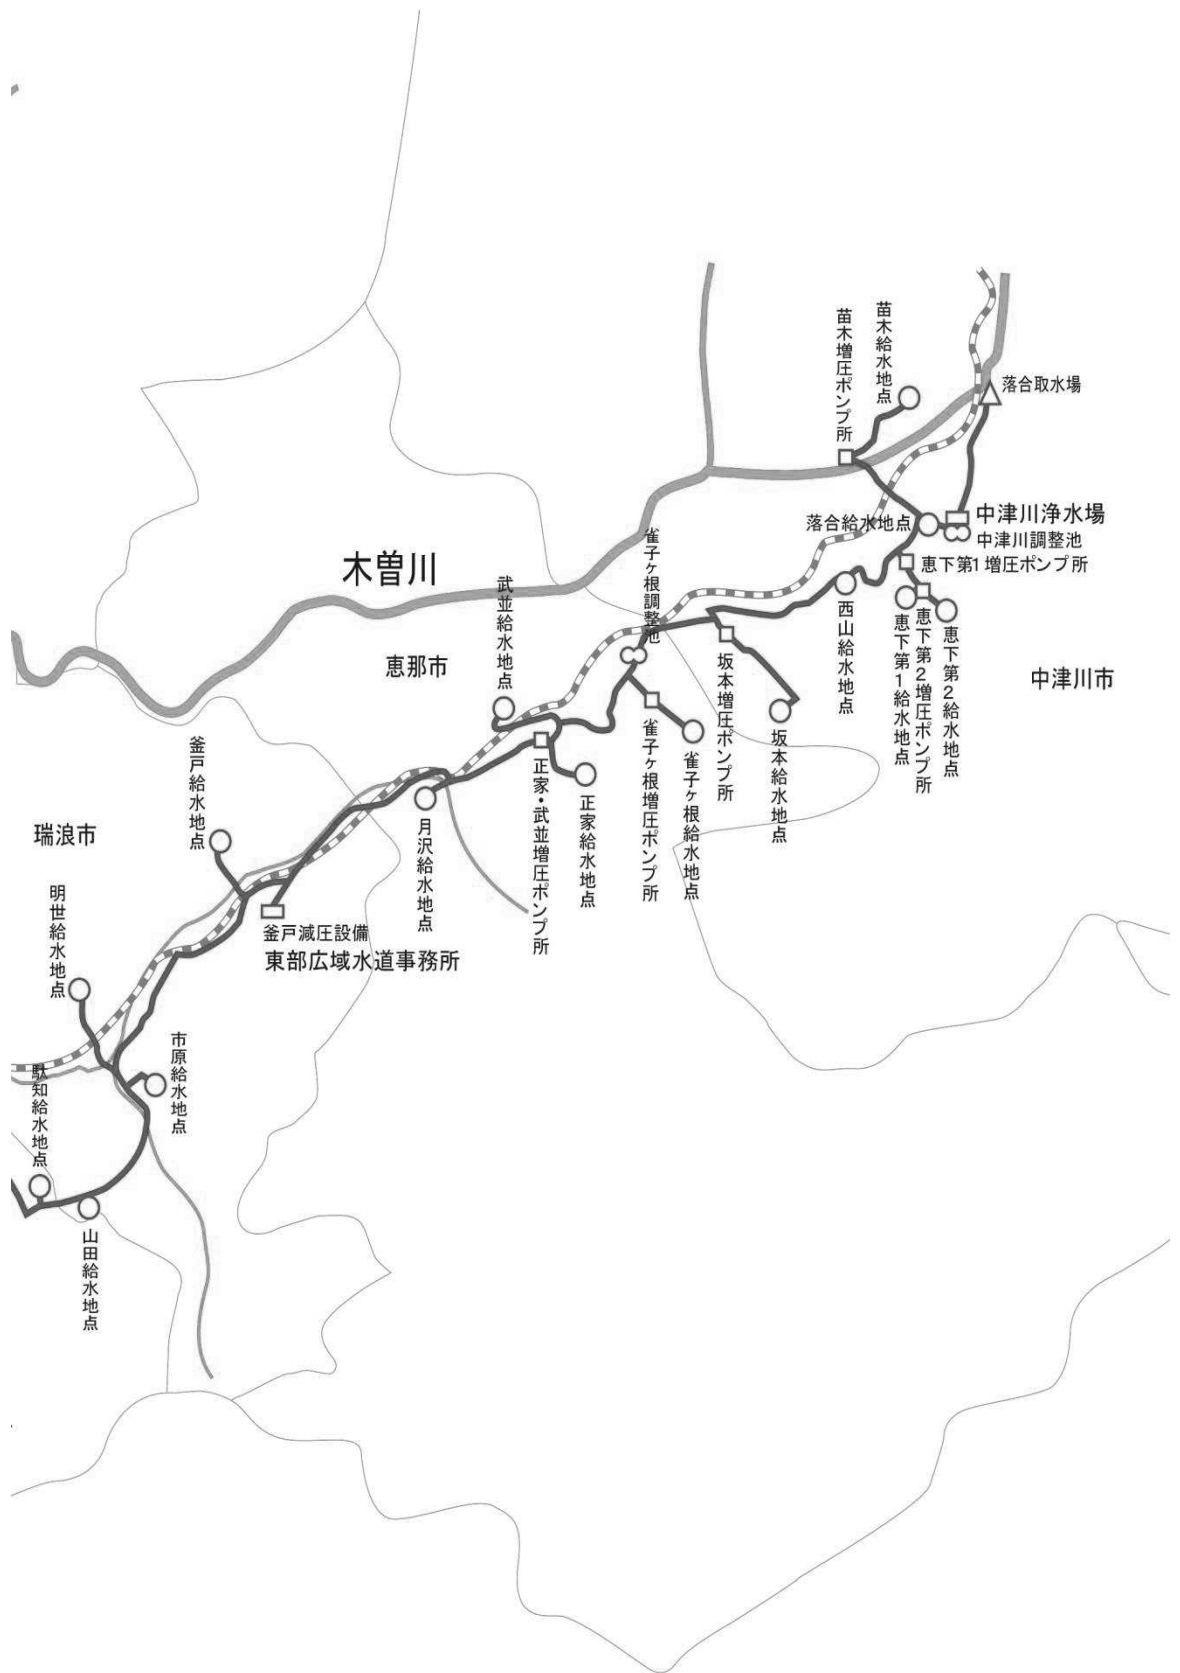 苗木給水地点
苗木増圧ポンプ所
落合取水場
中津川浄水場
落合給水地点
中津川調整池
恵下第1増圧ポンプ所
雀子ヶ根調整池
木曽川
武並給水地点
恵那市
西山給水地点
恵下第1給水地点
恵下第2増圧ポンプ所
恵下第2給水地点
中津川市
坂本増圧ポンプ所
坂本給水地点
雀子ヶ根増圧ポンプ所
雀子ヶ根給水地点
正家・武並増圧ポンプ所
正家給水地点
月沢給水地点
釜戸給水地点
瑞浪市
明世給水地点
釜戸減圧設備
東部広域水道事務所
市原給水地点
駄知給水地点
山田給水地点